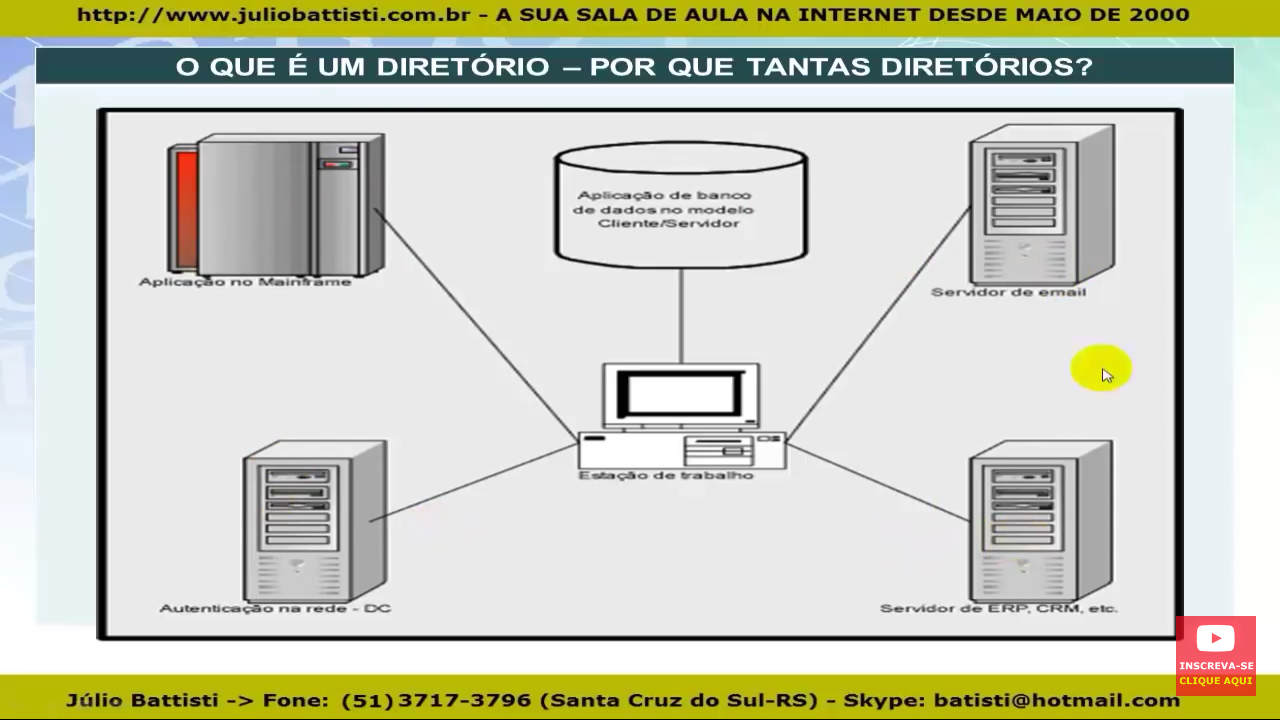 http://www.juliobattisti.com.br - A SUA SALA DE AULA NA INTERNET DESDE MAIO DE 2000
O QUE É UM DIRETÓRIO – POR QUE TANTAS DIRETÓRIOS?
Aplicação de banco
de dados no modelo
Cliente/Servidor
Aplicação no Mainframe
Servidor de email
Estação de trabalho
Autenticação na rede - DC
Servidor de ERP, CRM, etc.
INSCREVA-SE
CLIQUE AQUI
Júlio Battisti -> Fone: (51) 3717-3796 (Santa Cruz do Sul-RS) - Skype: batisti@hotmail.com